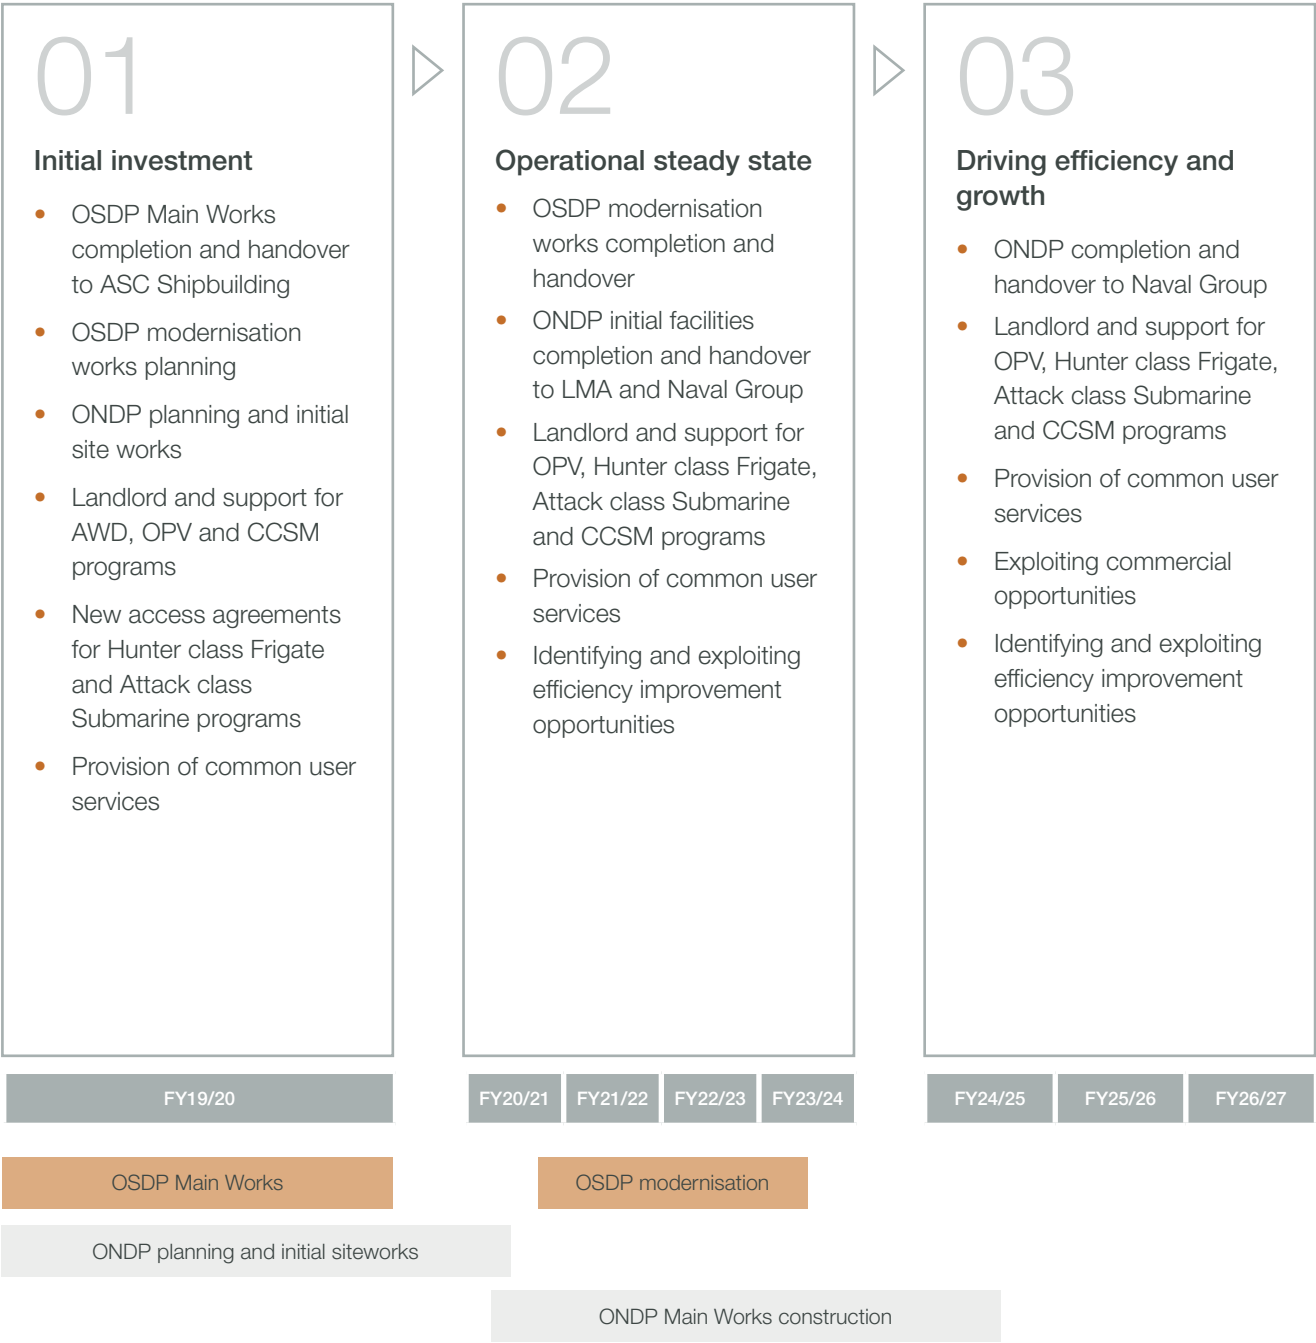 01
Initial investment
• OSDP Main Works
completion and handover
to ASC Shipbuilding
• OSDP modernisation
works planning
• ONDP planning and initial
site works
• Landlord and support for
AWD, OPV and CCSM
programs
• New access agreements
for Hunter class Frigate
and Attack class
Submarine programs
• Provision of common user
services
02
Operational steady state
• OSDP modernisation
works completion and
handover
• ONDP initial facilities
completion and handover
to LMA and Naval Group
• Landlord and support for
OPV, Hunter class Frigate,
Attack class Submarine
and CCSM programs
• Provision of common user
services
• Identifying and exploiting
efficiency improvement
opportunities
03
Driving efficiency and
growth
• ONDP completion and
handover to Naval Group
• Landlord and support for
OPV, Hunter class Frigate,
Attack class Submarine
and CCSM programs
• Provision of common user
services
• Exploiting commercial
opportunities
• Identifying and exploiting
efficiency improvement
opportunities
FY19/20 FY20/21 FY21/22 FY22/23 FY23/24 FY24/25 FY25/26 FY26/27
OSDP Main Works OSDP modernisation
ONDP planning and initial siteworks
ONDP Main Works construction